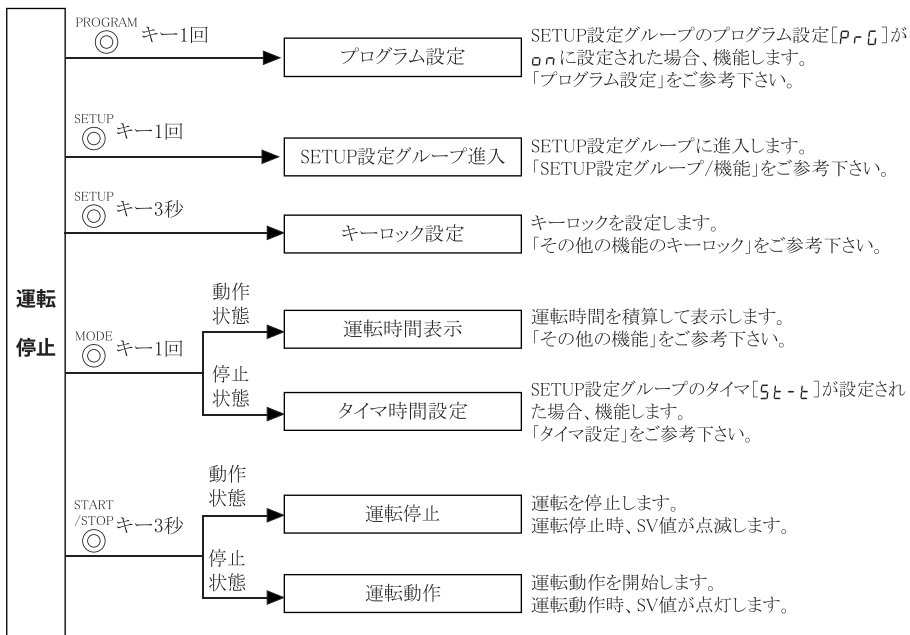 運転
停止
PROGRAM
キー1回
プログラム設定
SETUP設定グループのプログラム設定[PrG]が
onに設定された場合、機能します。
「プログラム設定」をご参考下さい。
SETUP
キー1回
SETUP設定グループ進入
SETUP設定グループに進入します。
「SETUP設定グループ/機能」をご参考下さい。
SETUP
キー3秒
キーロック設定
キーロックを設定します。
「その他の機能のキーロック」をご参考下さい。
MODE
キー1回
動作
状態
運転時間表示
運転時間を積算して表示します。
「その他の機能」をご参考下さい。
停止
状態
タイマ時間設定
SETUP設定グループのタイマ[St-t]が設定され
た場合、機能します。
「タイマ設定」をご参考下さい。
START
/STOP
キー3秒
動作
状態
運転停止
運転を停止します。
運転停止時、SV値が点滅します。
停止
状態
運転動作
運転動作を開始します。
運転動作時、SV値が点灯します。